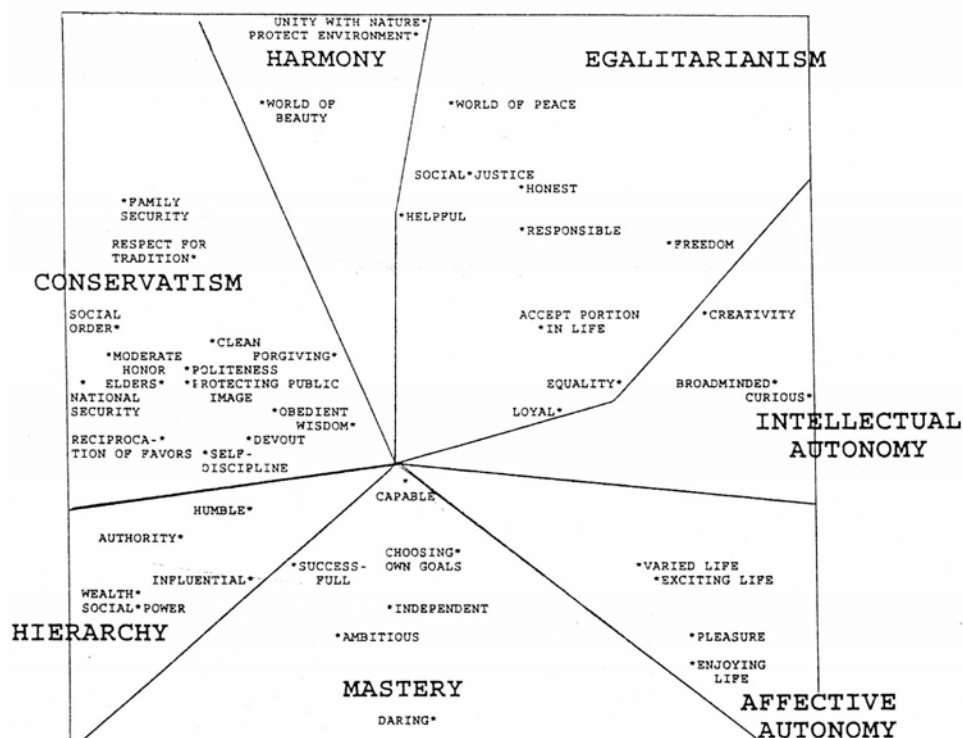 UNITY WITH NATURE*
PROTECT ENVIRONMENT*
HARMONY
EGALITARIANISM
*WORLD OF
BEAUTY
*WORLD OF PEACE
SOCIAL*JUSTICE
*HONEST
*HELPFUL
*RESPONSIBLE
*FREEDOM
*FAMILY
SECURITY
RESPECT FOR
TRADITION*
CONSERVATISM
SOCIAL
ORDER*
*CLEAN
*MODERATE
FORGIVING*
HONOR
*POLITENESS
* ELDERS*
*PROTECTING PUBLIC
IMAGE
NATIONAL
SECURITY
*OBEDIENT
WISDOM*
RECIPROCA-*
TION OF FAVORS
*DEVOUT
*SELF-
DISCIPLINE
ACCEPT PORTION
*IN LIFE
EQUALITY*
LOYAL*
*CREATIVITY
BROADMINDED*
CURIOUS*
INTELLECTUAL
AUTONOMY
*
CAPABLE
HUMBLE*
AUTHORITY*
INFLUENTIAL*
WEALTH*
SOCIAL*POWER
HIERARCHY
*SUCCESS-
FULL
CHOOSING*
OWN GOALS
*INDEPENDENT
*AMBITIOUS
MASTERY
DARING*
*VARIED LIFE
*EXCITING LIFE
*PLEASURE
*ENJOYING
LIFE
AFFECTIVE
AUTONOMY